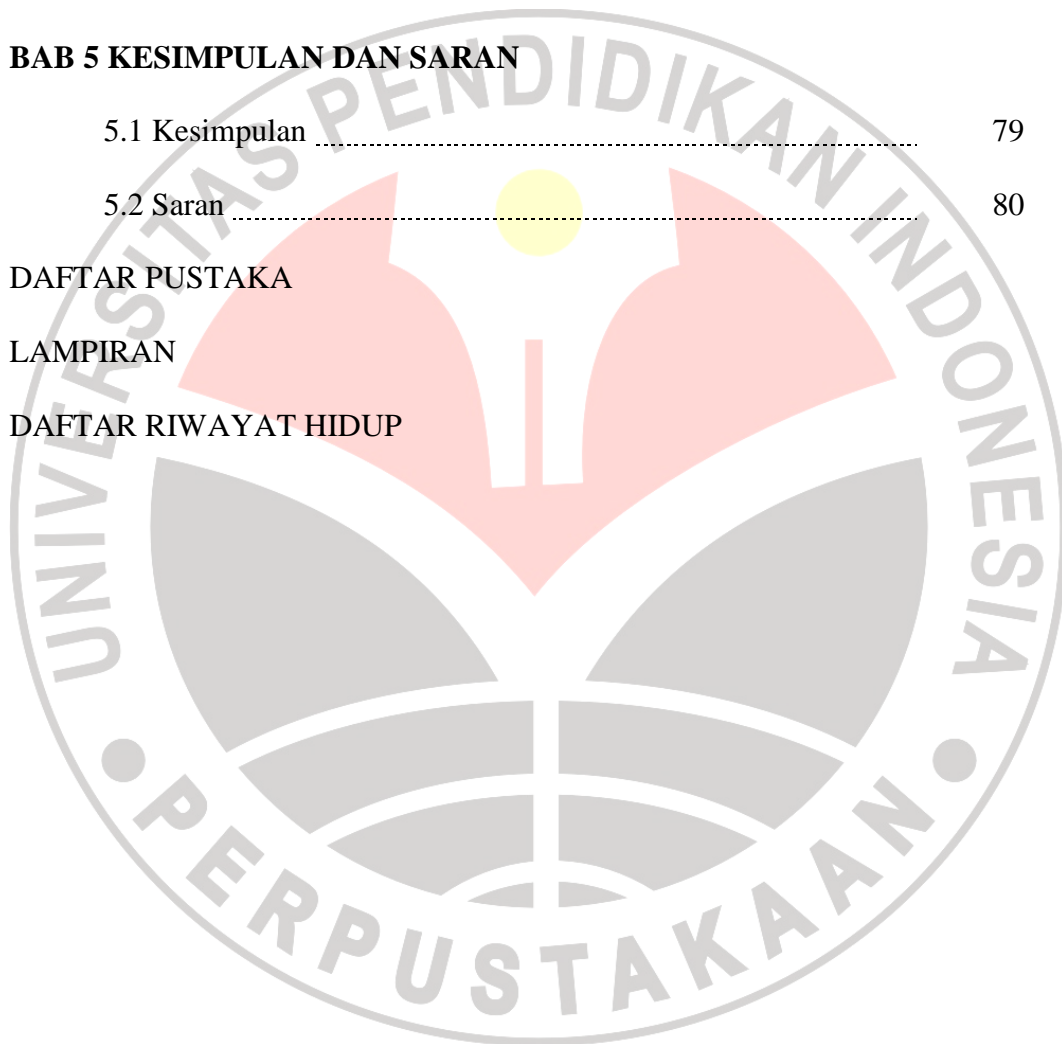 BAB 5 KESIMPULAN DAN SARAN
5.1 Kesimpulan 79
5.2 Saran 80
DAFTAR PUSTAKA
LAMPIRAN
DAFTAR RIWAYAT HIDUP
UNIVERSITAS PENDIDIKAN INDONESIA
PERPUSTAKAAN